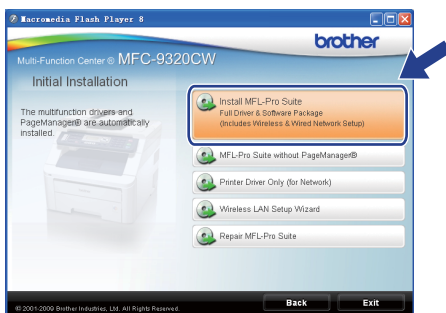 Macromedia Flash Player 8
brother
Multi-Function Center ® MFC-9320CW
Initial Installation
The multifunction drivers and
PageManager® are automatically
installed.
Install MFL-Pro Suite
Full Driver & Software Package
(Includes Wireless & Wired Network Setup)
MFL-Pro Suite without PageManager®
Printer Driver Only (for Network)
Wireless LAN Setup Wizard
Repair MFL-Pro Suite
© 2001-2009 Brother Industries, Ltd. All Rights Reserved.
Back
Exit